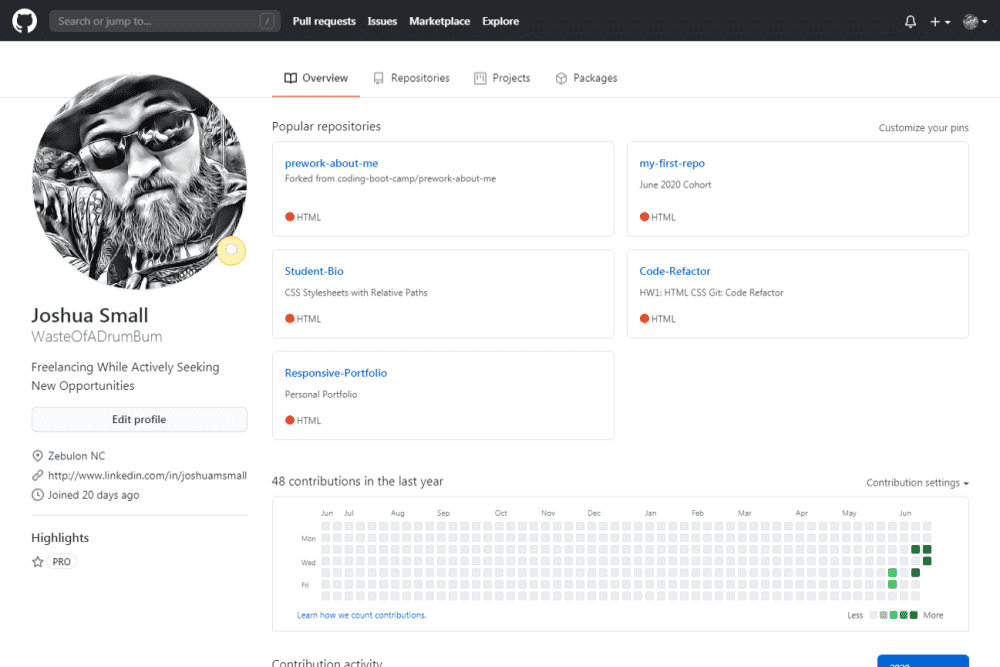 Search or jump to...
/
Pull requests Issues Marketplace Explore
Overview Repositories Projects Packages
Joshua Small
WasteOfADrumBum
Freelancing While Actively Seeking
New Opportunities
Edit profile
Zebulon NC
http://www.linkedin.com/in/joshuamsmall
Joined 20 days ago
Highlights
PRO
Popular repositories
Customize your pins
prework-about-me
Forked from coding-boot-camp/prework-about-me
HTML
my-first-repo
June 2020 Cohort
HTML
Student-Bio
CSS Stylesheets with Relative Paths
HTML
Code-Refactor
HW1: HTML CSS Git: Code Refactor
HTML
Responsive-Portfolio
Personal Portfolio
HTML
48 contributions in the last year
Contribution settings
Jun Jul Aug Sep Oct Nov Dec Jan Feb Mar Apr May Jun
Mon
Wed
Fri
Learn how we count contributions.
Less More
Contribution activity
2020